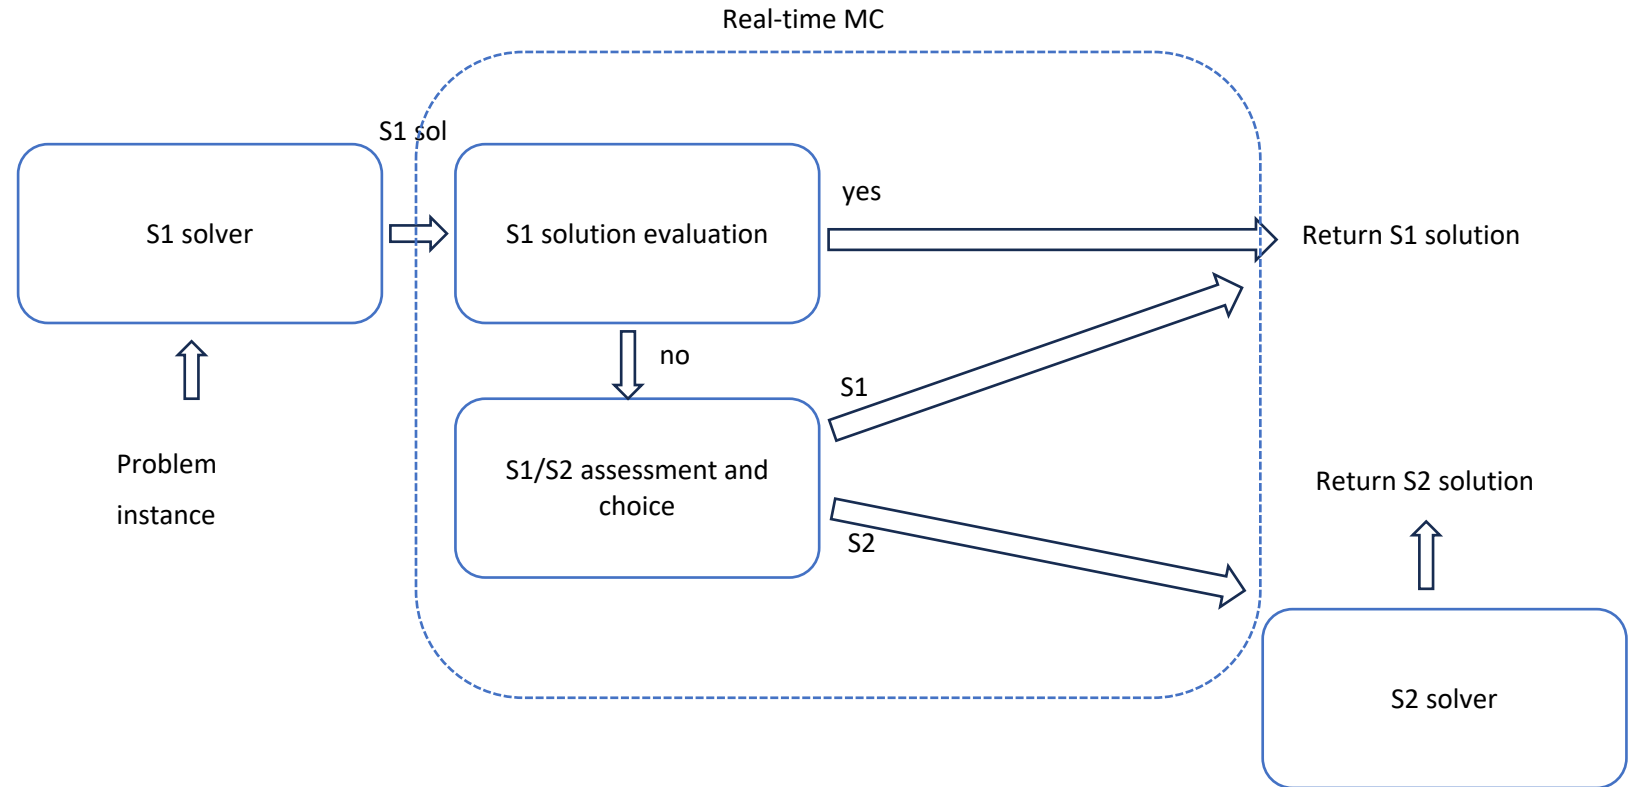 Real-time MC
S1 sol
S1 solver
S1 solution evaluation
yes
Return S1 solution
no
Problem
instance
S1/S2 assessment and
choice
S1
S2
Return S2 solution
S2 solver